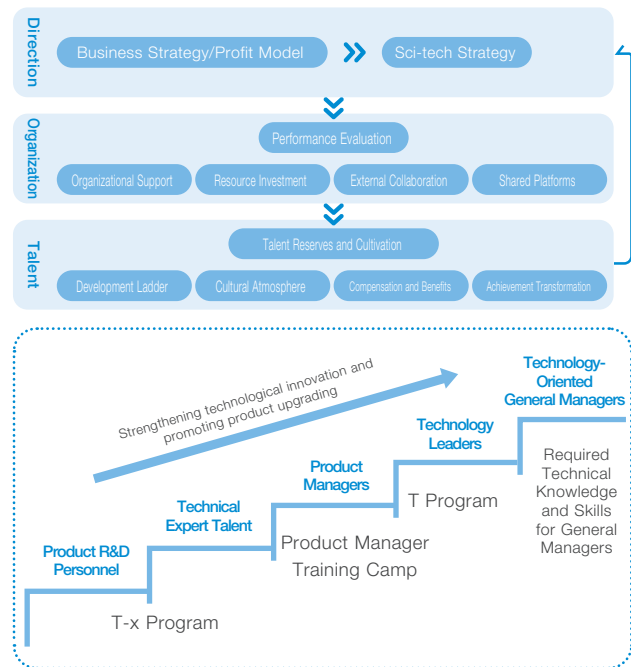 Direction
Business Strategy/Profit Model
Sci-tech Strategy
Organization
Performance Evaluation
Organizational Support
Resource Investment
External Collaboration
Shared Platforms
Talent
Talent Reserves and Cultivation
Development Ladder
Cultural Atmosphere
Compensation and Benefits
Achievement Transformation
Strengthening technological innovation and
promoting product upgrading
Product R&D
Personnel
T-x Program
Technical
Expert Talent
Product
Managers
Product Manager
Training Camp
Technology
Leaders
T Program
Technology-
Oriented
General Managers
Required
Technical
Knowledge
and Skills
for General
Managers